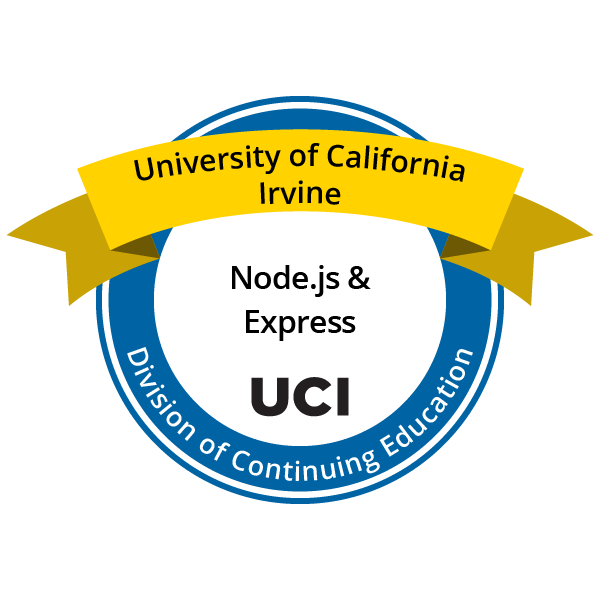 University of California
Irvine
Node.js &
Express
UCI
Division of Continuing Education